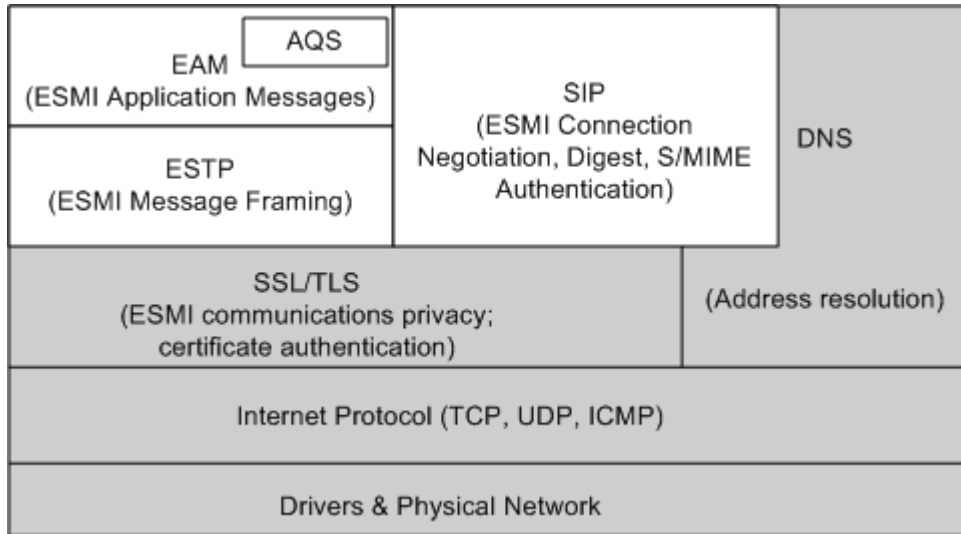 AQS
EAM
(ESMI Application Messages)
SIP
(ESMI Connection
Negotiation, Digest, S/MIME
Authentication)
DNS
ESTP
(ESMI Message Framing)
SSL/TLS
(ESMI communications privacy;
certificate authentication)
(Address resolution)
Internet Protocol (TCP, UDP, ICMP)
Drivers & Physical Network